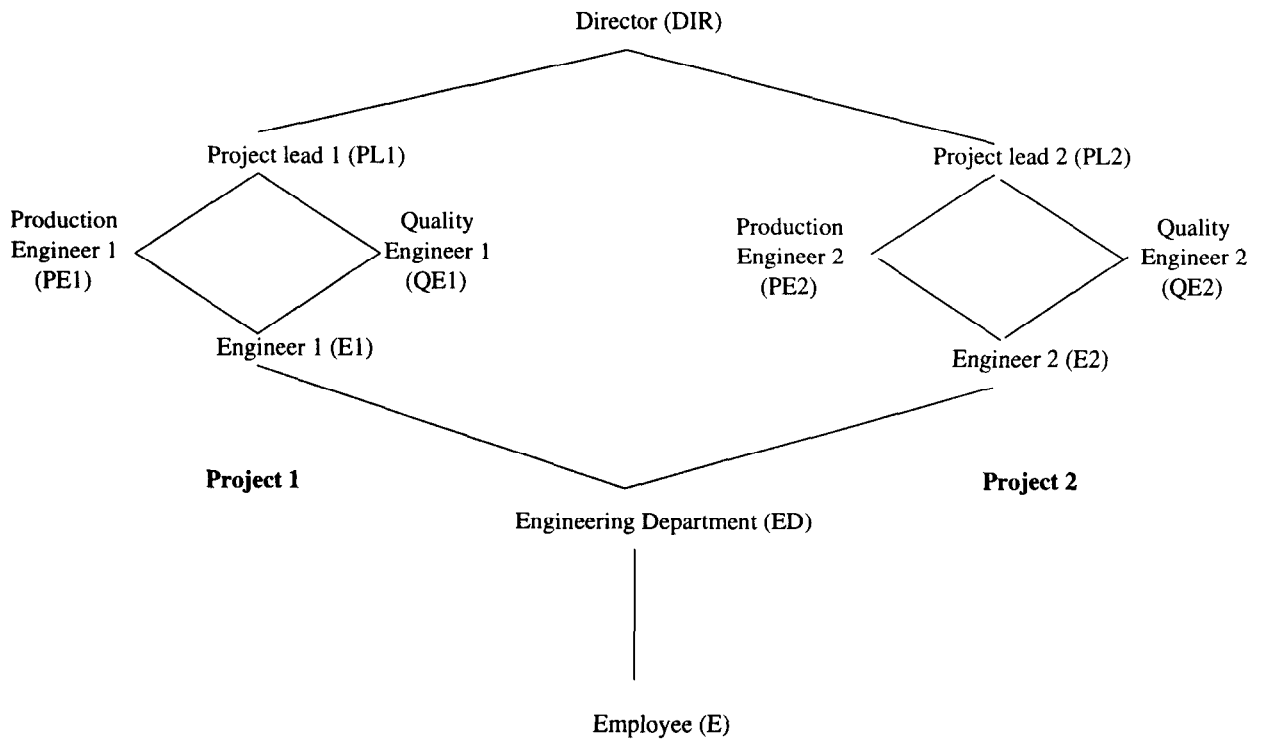 Director (DIR)
Project lead 1 (PL1)
Project lead 2 (PL2)
Production
Engineer 1
(PE1)
Quality
Engineer 1
(QE1)
Production
Engineer 2
(PE2)
Quality
Engineer 2
(QE2)
Engineer 1 (E1)
Engineer 2 (E2)
Project 1
Project 2
Engineering Department (ED)
Employee (E)